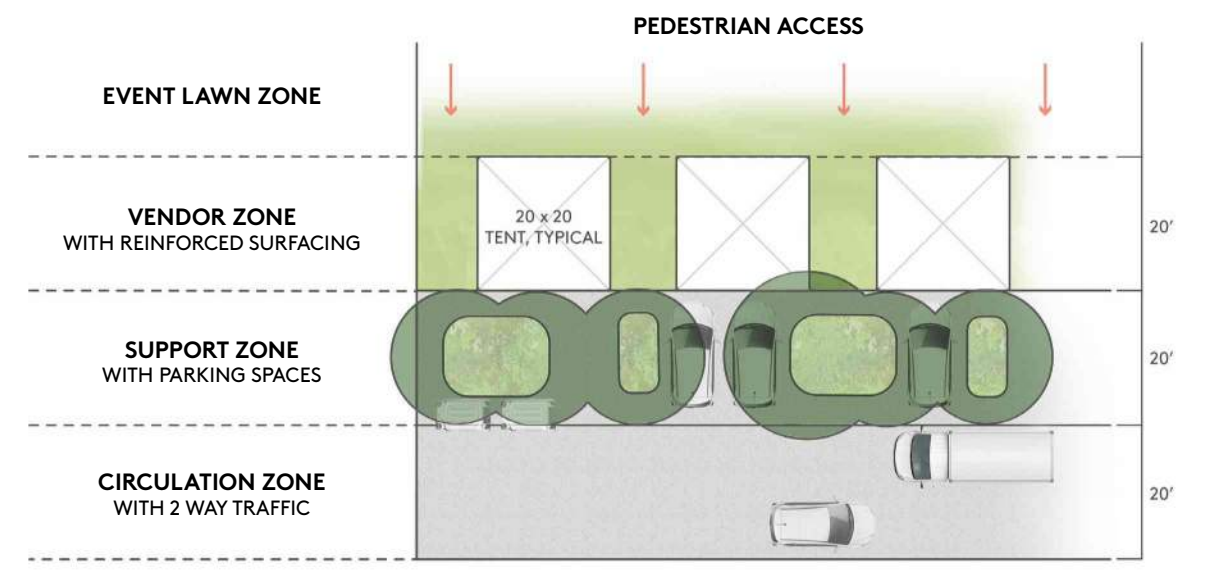 PEDESTRIAN ACCESS
EVENT LAWN ZONE
VENDOR ZONE
WITH REINFORCED SURFACING
20 x 20
TENT, TYPICAL
20'
SUPPORT ZONE
WITH PARKING SPACES
20'
CIRCULATION ZONE
WITH 2 WAY TRAFFIC
20'